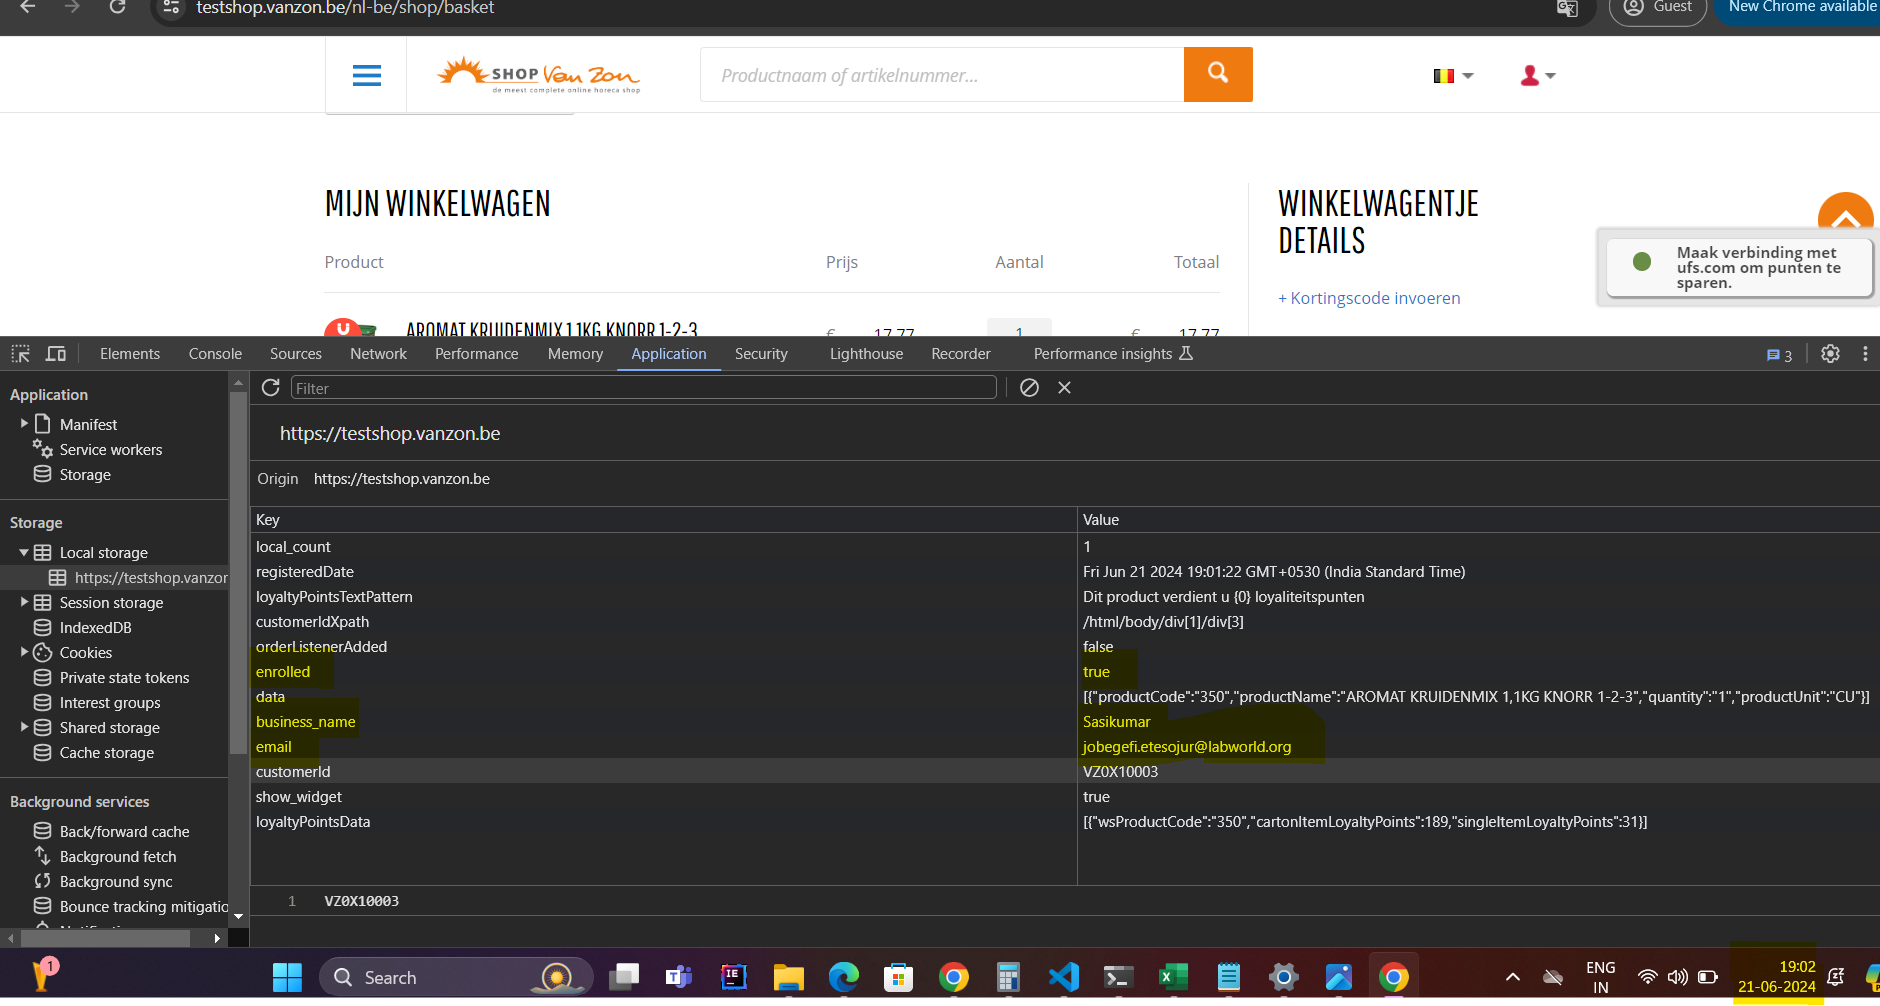 testshop.vanzon.be/nl-be/shop/basket
Guest
New Chrome available
SHOP Van Zon
de meest complete online horeca shop
Productnaam of artikelnummer...
MIJN WINKELWAGEN
WINKELWAGENTJE
DETAILS
Product Prijs Aantal Totaal
+ Kortingscode invoeren
Maak verbinding met
ufs.com om punten te
sparen.
U
AROMAT KRUIDENMIX 1,1KG KNORR 1-2-3 € 17,77 1 € 17,77
Elements Console Sources Network Performance Memory Application Security Lighthouse Recorder Performance insights 3
Filter
Application
Manifest
Service workers
Storage
Storage
Local storage
https://testshop.vanzor
Session storage
IndexedDB
Cookies
Private state tokens
Interest groups
Shared storage
Cache storage
Background services
Back/forward cache
Background fetch
Background sync
Bounce tracking mitigatio
https://testshop.vanzon.be
Origin https://testshop.vanzon.be
Key Value
local_count 1
registeredDate Fri Jun 21 2024 19:01:22 GMT+0530 (India Standard Time)
loyaltyPointsTextPattern Dit product verdient u {0} loyaliteitspunten
customerIdXpath /html/body/div[1]/div[3]
orderListenerAdded false
enrolled true
data [{"productCode":"350","productName":"AROMAT KRUIDENMIX 1,1KG KNORR 1-2-3","quantity":"1","productUnit":"CU"}]
business_name Sasikumar
email jobegefi.etesojur@labworld.org
customerId VZ0X10003
show_widget true
loyaltyPointsData [{"wsProductCode":"350","cartonItemLoyaltyPoints":189,"singleItemLoyaltyPoints":31}]
1 VZ0X10003
1
Search
ENG
IN
19:02
21-06-2024